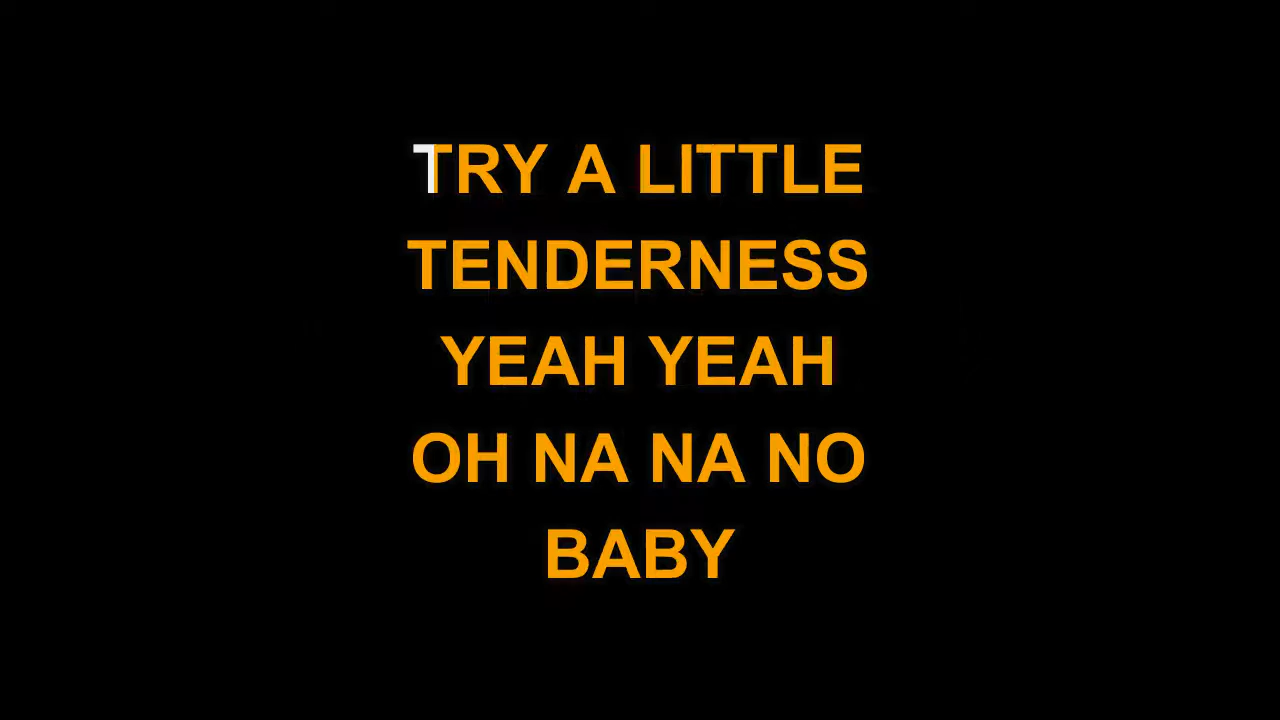 TRY A LITTLE
TENDERNESS
YEAH YEAH
OH NA NA NO
BABY